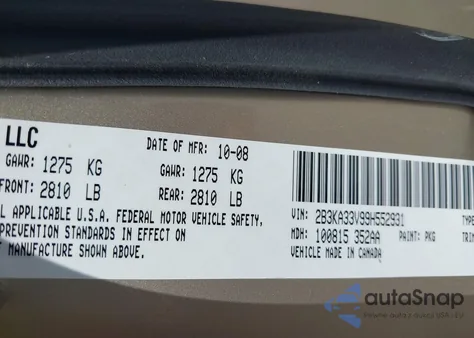 LLC DATE OF MFR: 10-08
GAWR: 1275 KG GAWR: 1275 KG
FRONT: 2810 LB REAR: 2810 LB
APPLICABLE U.S.A. FEDERAL MOTOR VEHICLE SAFETY,
PREVENTION STANDARDS IN EFFECT ON
MANUFACTURE SHOWN ABOVE.
VIN: 2B3KA33V99H552931 TYPE
MDH: 100815 352AA PAINT: PKG TRIM
VEHICLE MADE IN CANADA
autoSnap